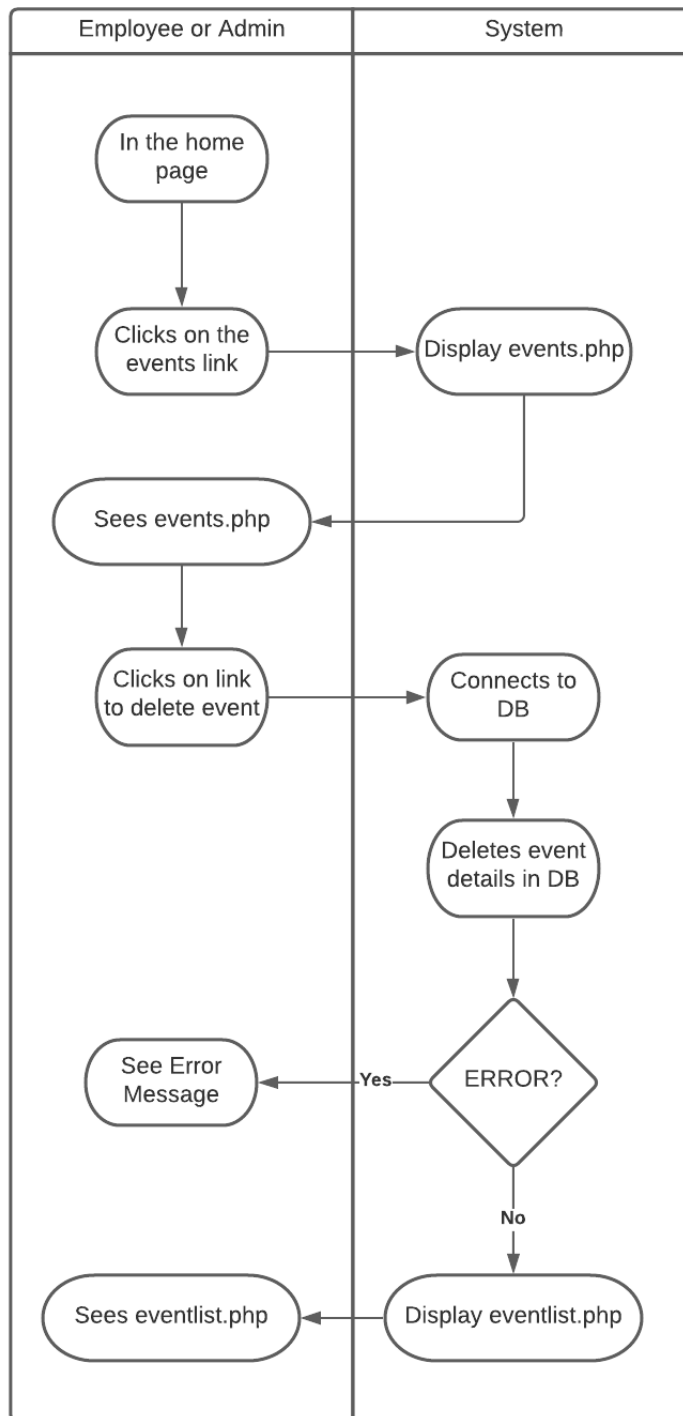 Employee or Admin
System
In the home
page
Clicks on the
events link
Display events.php
Sees events.php
Clicks on link
to delete event
Connects to
DB
Deletes event
details in DB
ERROR?
Yes
See Error
Message
No
Display eventlist.php
Sees eventlist.php